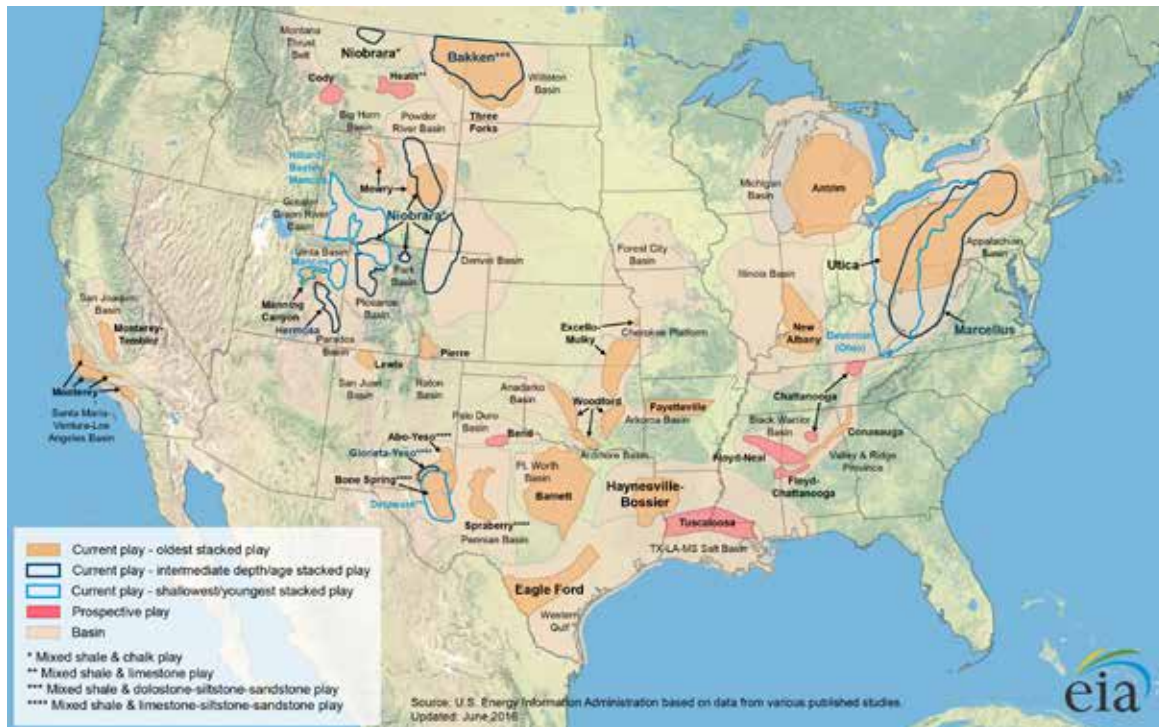 Montana
Thrust
Belt
Niobrara*
Bakken***
Cody
Heath**
Williston
Basin
Big Horn
Basin
Powder
River Basin
Three
Forks
Hilliard-
Baxter-
Mancos
Mowry
Greater
Green River
Basin
Niobrara*
Uinta Basin
Mancos
Park
Basin
Denver Basin
Manning
Canyon
Piceance
Basin
Hermosa
Paradox
Basin
San Joaquin
Basin
Monterey-
Temblor
Monterey
Santa Maria
Ventura-Los
Angeles Basin
Lewis
San Juan
Basin
Pierre
Raton
Basin
Michigan
Basin
Antrim
Forest City
Basin
Illinois Basin
Utica
Appalachian
Basin
Marcellus
Devonian
(Ohio)
New
Albany
Excello-
Mulky
Cherokee Platform
Anadarko
Basin
Woodford
Fayetteville
Arkoma Basin
Ardmore Basin
Palo Duro
Basin
Bend
Abo-Yeso****
Glorieta-Yeso****
Bone Spring****
Delaware**
Ft. Worth
Basin
Barnett
Spraberry****
Permian Basin
Haynesville-
Bossier
Chattanooga
Black Warrior
Basin
Conasauga
Floyd-Neal
Valley & Ridge
Province
Floyd-
Chattanooga
Tuscaloosa
TX-LA-MS Salt Basin
Eagle Ford
Western
Gulf
Current play - oldest stacked play
Current play - intermediate depth/age stacked play
Current play - shallowest/youngest stacked play
Prospective play
Basin
* Mixed shale & chalk play
** Mixed shale & limestone play
*** Mixed shale & dolostone-siltstone-sandstone play
**** Mixed shale & limestone-siltstone-sandstone play
Source: U.S. Energy Information Administration based on data from various published studies.
Updated: June 2016
eia